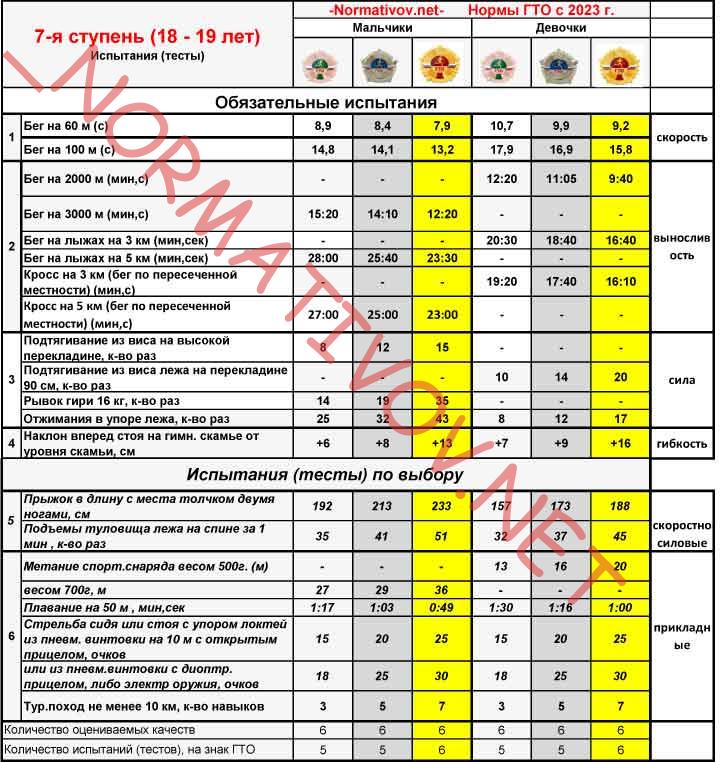 7-я ступень (18 - 19 лет)
Испытания (тесты)
-Normativov.net- Нормы ГТО с 2023 г.
Мальчики Девочки
Обязательные испытания
1 Бег на 60 м (с) 8,9 8,4 7,9 10,7 9,9 9,2 скорость
Бег на 100 м (с) 14,8 14,1 13,2 17,9 16,9 15,8
2 Бег на 2000 м (мин,с) - - - 12:20 11:05 9:40 вынослив
ость
Бег на 3000 м (мин,с) 15:20 14:10 12:20 - - -
Бег на лыжах на 3 км (мин,сек) - - - 20:30 18:40 16:40
Бег на лыжах на 5 км (мин,сек) 28:00 25:40 23:30 - - -
Кросс на 3 км (бег по пересеченной
местности) (мин,с) - - - 19:20 17:40 16:10
Кросс на 5 км (бег по пересеченной
местности) (мин,с) 27:00 25:00 23:00 - - -
3 Подтягивание из виса на высокой
перекладине, к-во раз 8 12 15 - - - сила
Подтягивание из виса лежа на перекладине
90 см, к-во раз - - - 10 14 20
Рывок гири 16 кг, к-во раз 14 19 35 - - -
Отжимания в упоре лежа, к-во раз 25 32 43 8 12 17
4 Наклон вперед стоя на гимн. скамье от
уровня скамьи, см +6 +8 +13 +7 +9 +16 гибкость
Испытания (тесты) по выбору
5 Прыжок в длину с места толчком двумя
ногами, см 192 213 233 157 173 188 скоростно
силовые
Подъемы туловища лежа на спине за 1
мин , к-во раз 35 41 51 32 37 45
6 Метание спорт.снаряда весом 500г. (м) - - - 13 16 20 прикладн
ые
весом 700г, м 27 29 36 - - -
Плавание на 50 м , мин,сек 1:17 1:03 0:49 1:30 1:16 1:00
Стрельба сидя или стоя с упором локтей
из пневм. винтовки на 10 м с открытым
прицелом, очков 15 20 25 15 20 25
или из пневм.винтовки с диоптр.
прицелом, либо электр оружия, очков 18 25 30 18 25 30
Тур.поход не менее 10 км, к-во навыков 3 5 7 3 5 7
Количество оцениваемых качеств 6 6 6 6 6 6
Количество испытаний (тестов), на знак ГТО 5 5 6 5 5 6
_NORMATIVOV.NET